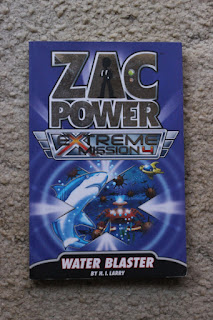 ZAC
POWER
EXTREME
MISSION 4
WATER BLASTER
BY H. I. LARRY